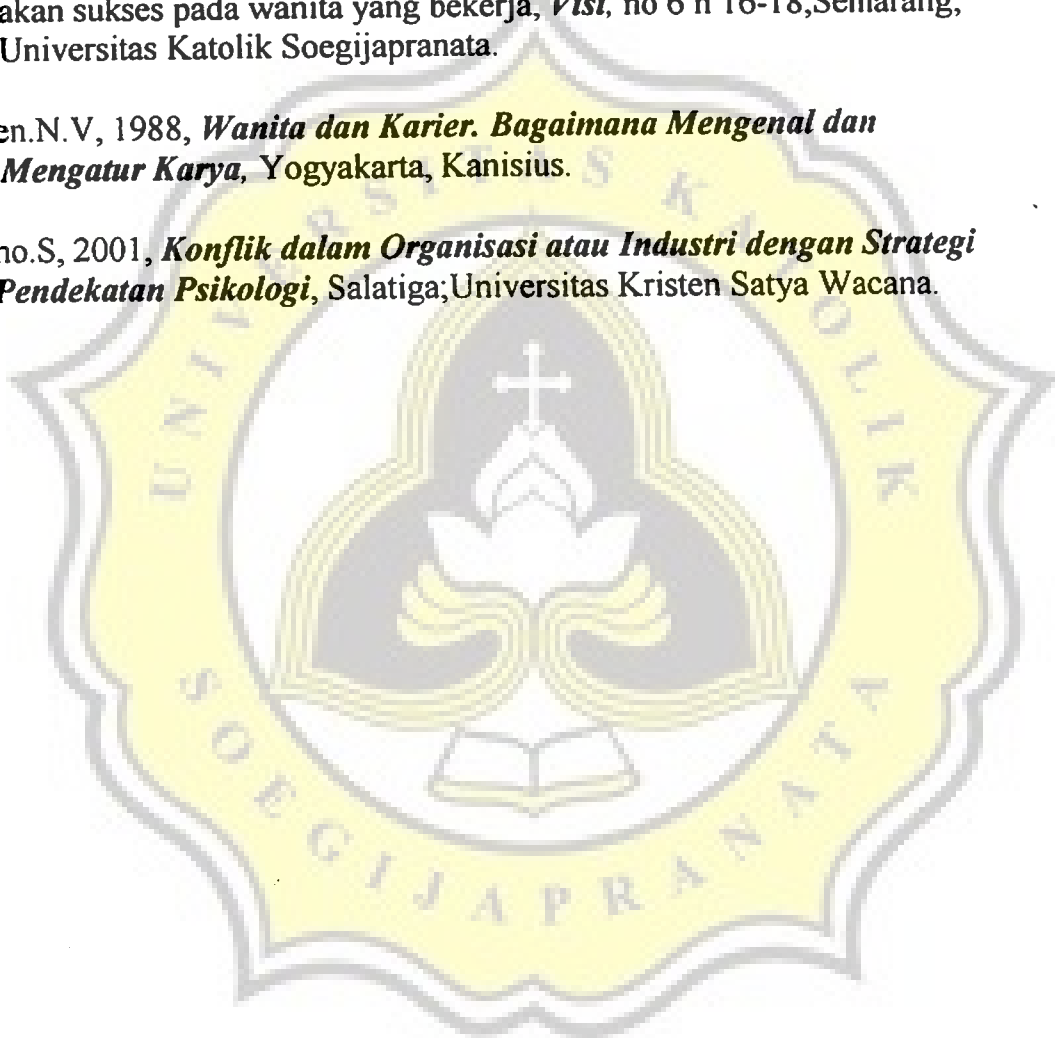 akan sukses pada wanita yang bekerja, Visi, no 6 n 16-18,Semarang,
Universitas Katolik Soegijapranata.
en.N.V, 1988, Wanita dan Karier. Bagaimana Mengenal dan
Mengatur Karya, Yogyakarta, Kanisius.
no.S, 2001, Konflik dalam Organisasi atau Industri dengan Strategi
Pendekatan Psikologi, Salatiga;Universitas Kristen Satya Wacana.
UNIVERSITAS KATOLIK
SOEGIJAPRANATA